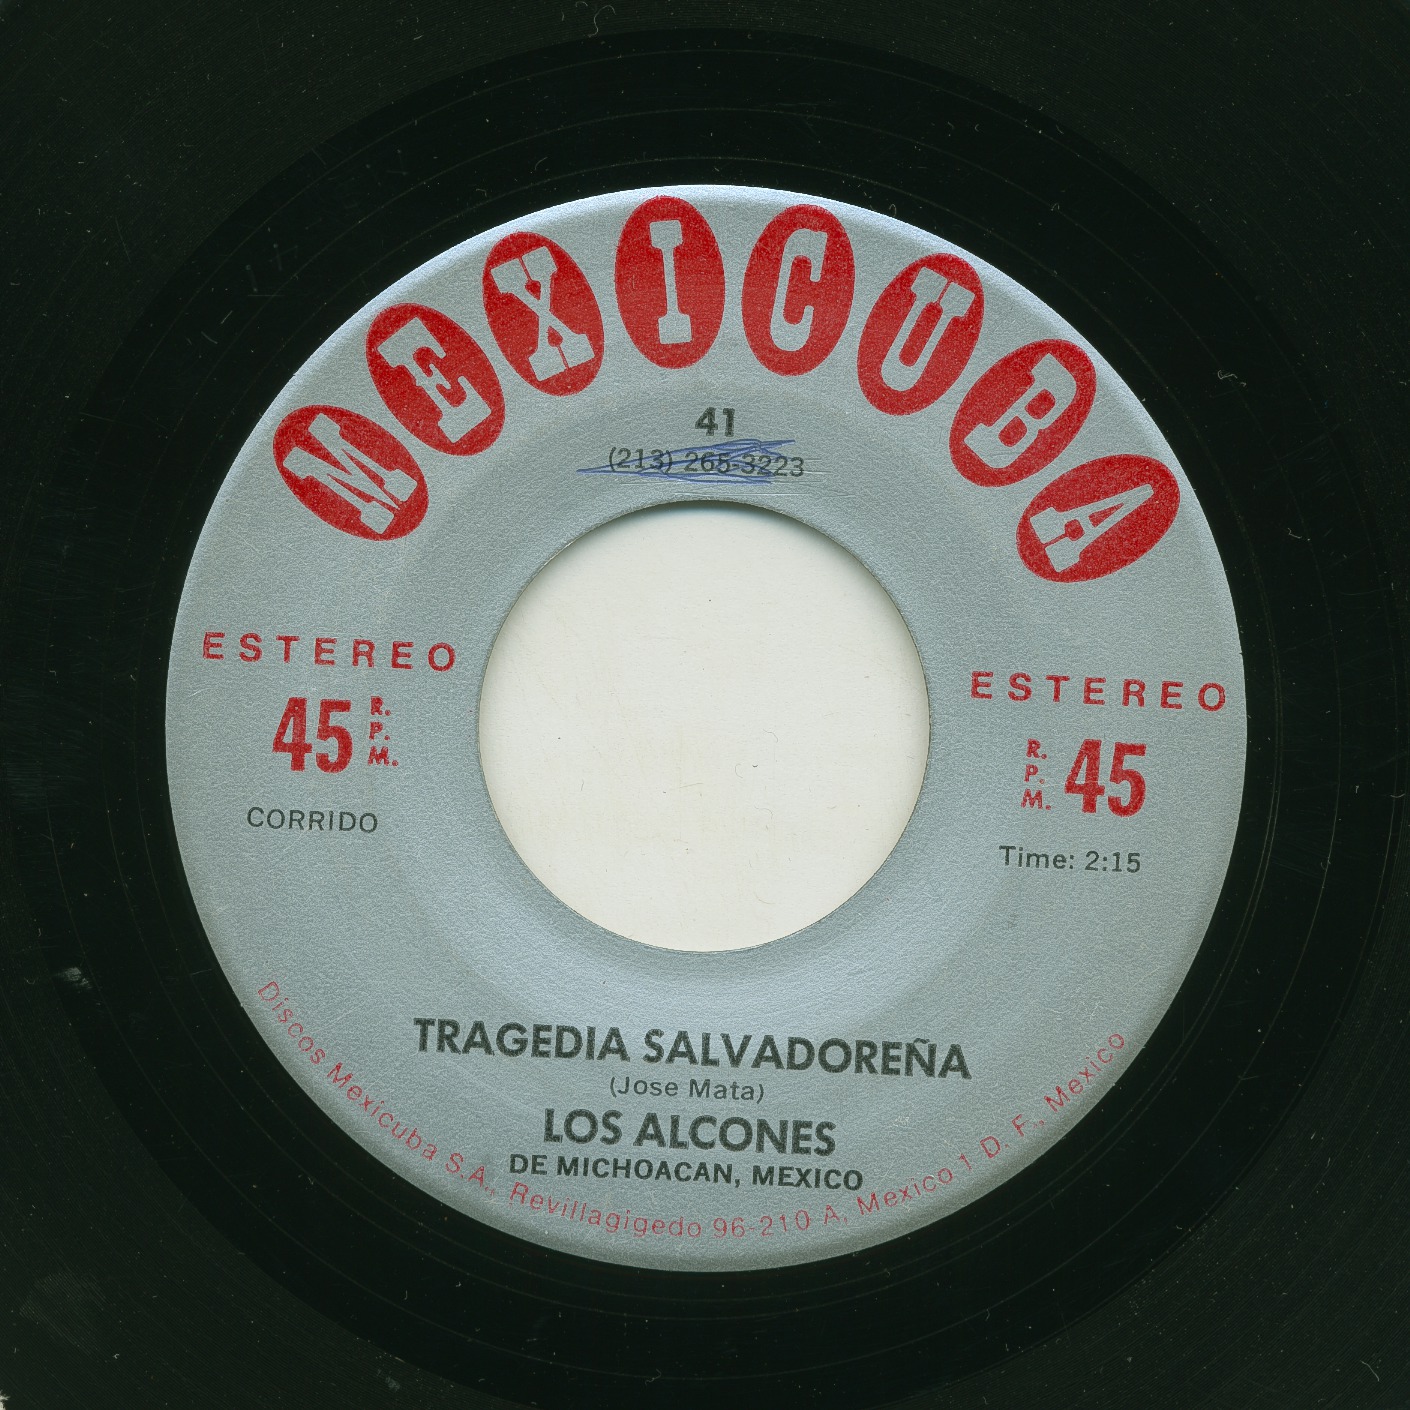 MEXICUBA
41
(213) 265-3223
ESTEREO
45 R.P.M.
CORRIDO
ESTEREO
R.P.M. 45
Time: 2:15
TRAGEDIA SALVADOREÑA
(Jose Mata)
LOS ALCONES
DE MICHOACAN, MEXICO
Discos Mexicuba S.A., Revillagigedo 96-210 A, Mexico 1 D. F., Mexico